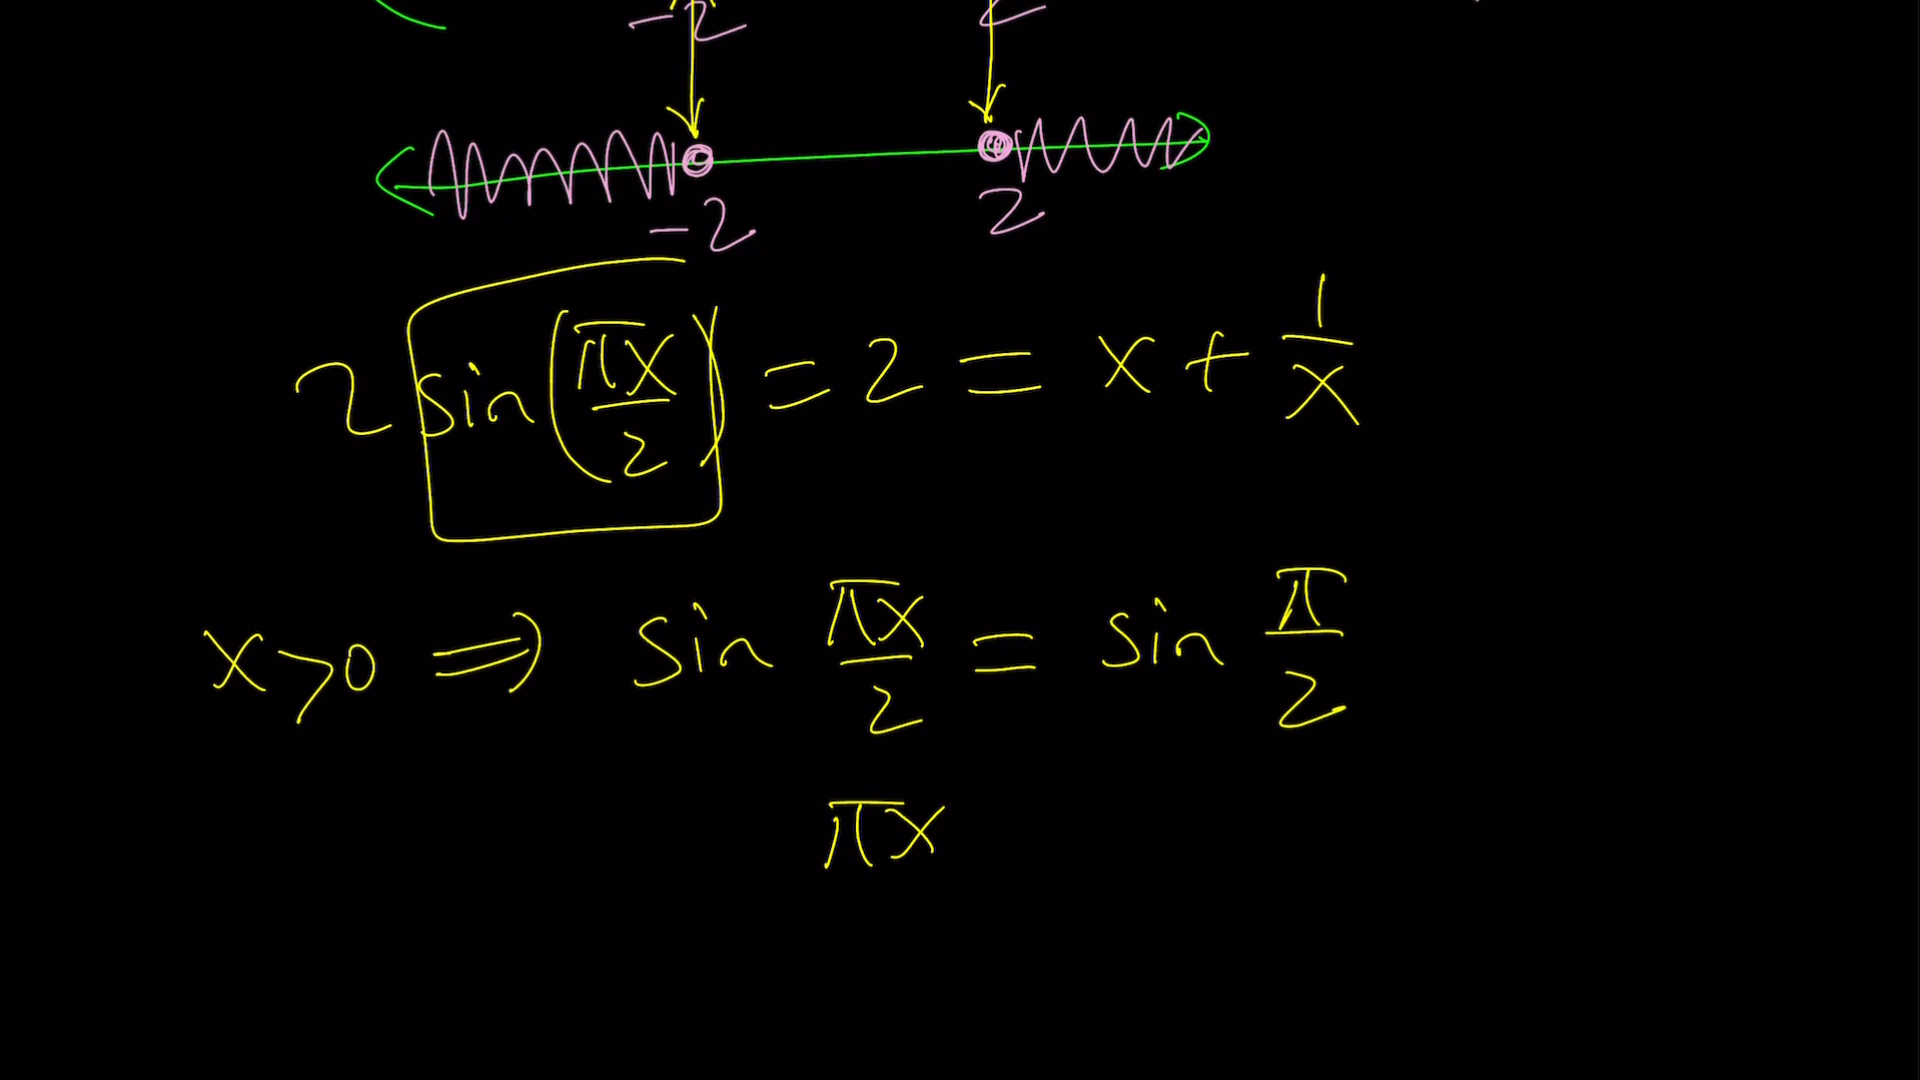 -2 2
-2 2
2 sin(πx/2) = 2 = x + 1/x
x>0 ⇒ sin πx/2 = sin π/2
πx